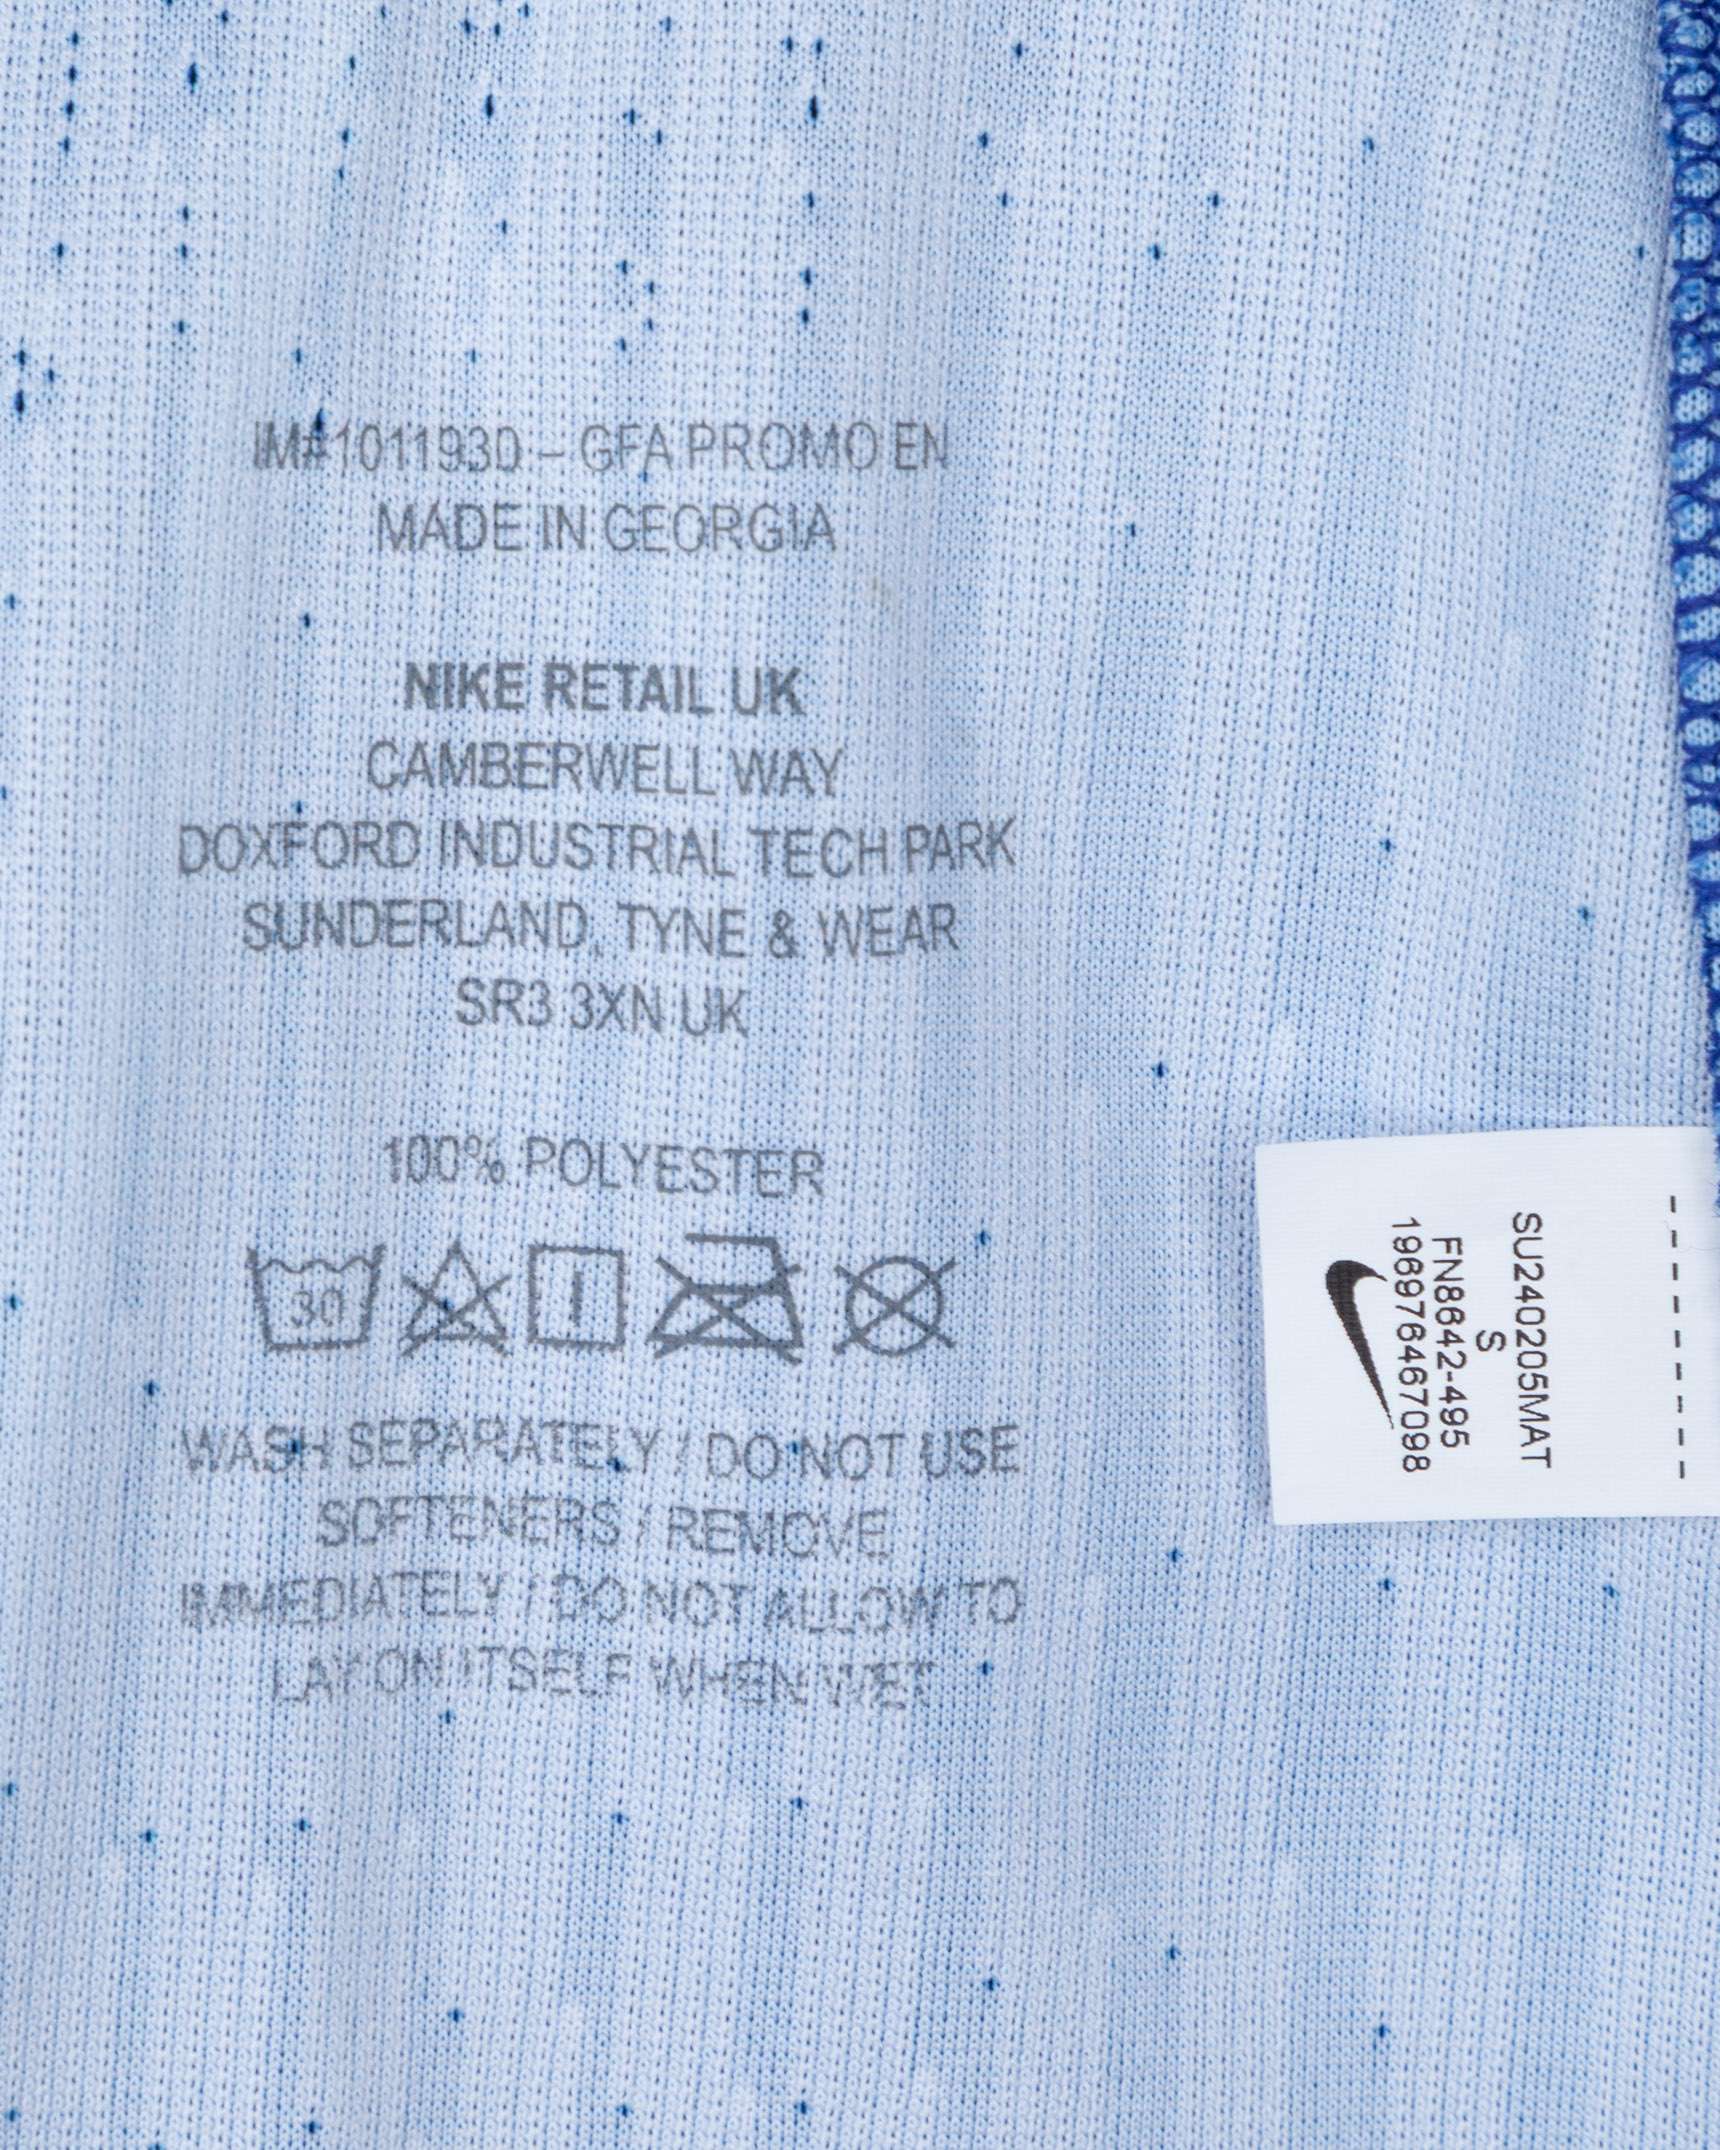 IM#1011930 – GFA PROMO EN
MADE IN GEORGIA
NIKE RETAIL UK
CAMBERWELL WAY
DOXFORD INDUSTRIAL TECH PARK
SUNDERLAND, TYNE & WEAR
SR3 3XN UK
100% POLYESTER
30
WASH SEPARATELY / DO NOT USE
SOFTENERS / REMOVE
IMMEDIATELY / DO NOT ALLOW TO
LAY ON ITSELF WHEN WET
SU240205MAT
S
FN8642-495
196976467098